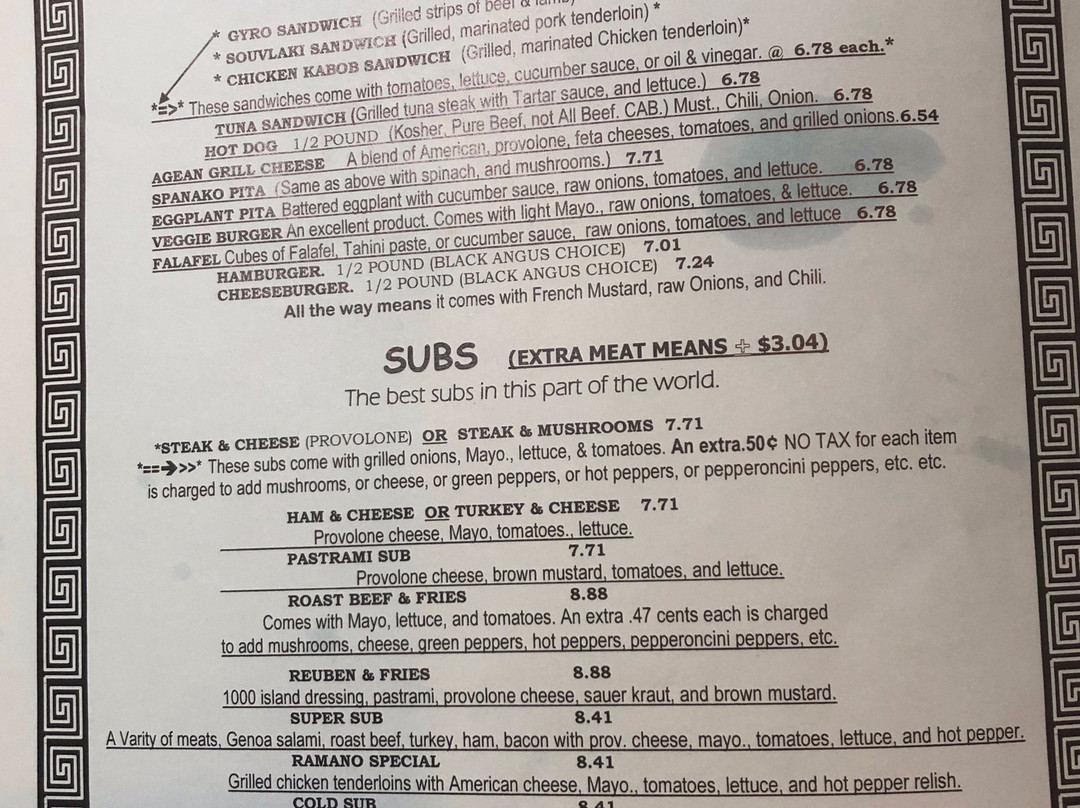 * GYRO SANDWICH (Grilled strips of beef & lamb)
* SOUVLAKI SANDWICH (Grilled, marinated pork tenderloin) *
* CHICKEN KABOB SANDWICH (Grilled, marinated Chicken tenderloin)*
*=>* These sandwiches come with tomatoes, lettuce, cucumber sauce, or oil & vinegar. @ 6.78 each.*
TUNA SANDWICH (Grilled tuna steak with Tartar sauce, and lettuce.) 6.78
HOT DOG 1/2 POUND (Kosher, Pure Beef, not All Beef. CAB.) Must., Chili, Onion. 6.78
AGEAN GRILL CHEESE A blend of American, provolone, feta cheeses, tomatoes, and grilled onions.6.54
SPANAKO PITA (Same as above with spinach, and mushrooms.) 7.71
EGGPLANT PITA Battered eggplant with cucumber sauce, raw onions, tomatoes, and lettuce. 6.78
VEGGIE BURGER An excellent product. Comes with light Mayo., raw onions, tomatoes, & lettuce. 6.78
FALAFEL Cubes of Falafel, Tahini paste, or cucumber sauce, raw onions, tomatoes, and lettuce 6.78
HAMBURGER. 1/2 POUND (BLACK ANGUS CHOICE) 7.01
CHEESEBURGER. 1/2 POUND (BLACK ANGUS CHOICE) 7.24
All the way means it comes with French Mustard, raw Onions, and Chili.
SUBS (EXTRA MEAT MEANS + $3.04)
The best subs in this part of the world.
*STEAK & CHEESE (PROVOLONE) OR STEAK & MUSHROOMS 7.71
*==➔>>* These subs come with grilled onions, Mayo., lettuce, & tomatoes. An extra.50¢ NO TAX for each item
is charged to add mushrooms, or cheese, or green peppers, or hot peppers, or pepperoncini peppers, etc. etc.
HAM & CHEESE OR TURKEY & CHEESE 7.71
Provolone cheese, Mayo, tomatoes., lettuce.
PASTRAMI SUB 7.71
Provolone cheese, brown mustard, tomatoes, and lettuce.
ROAST BEEF & FRIES 8.88
Comes with Mayo, lettuce, and tomatoes. An extra .47 cents each is charged
to add mushrooms, cheese, green peppers, hot peppers, pepperoncini peppers, etc.
REUBEN & FRIES 8.88
1000 island dressing, pastrami, provolone cheese, sauer kraut, and brown mustard.
SUPER SUB 8.41
A Varity of meats, Genoa salami, roast beef, turkey, ham, bacon with prov. cheese, mayo., tomatoes, lettuce, and hot pepper.
RAMANO SPECIAL 8.41
Grilled chicken tenderloins with American cheese, Mayo., tomatoes, lettuce, and hot pepper relish.
COLD SUB 8.41